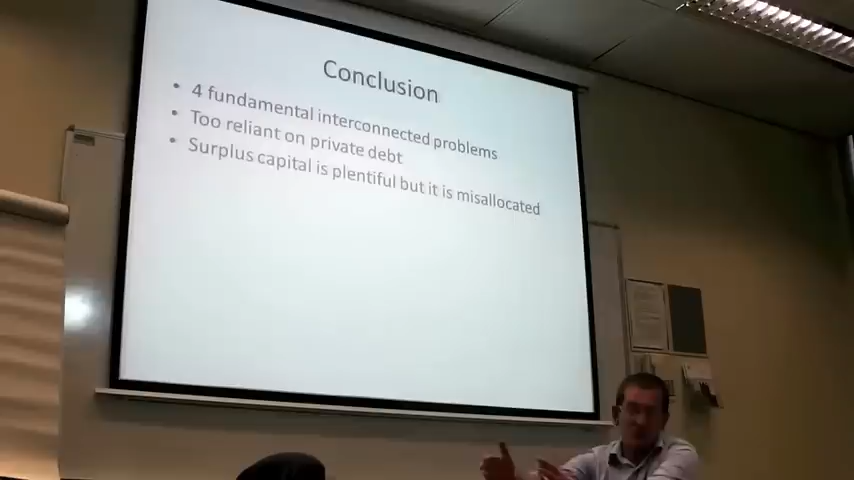 Conclusion
• 4 fundamental interconnected problems
• Too reliant on private debt
• Surplus capital is plentiful but it is misallocated